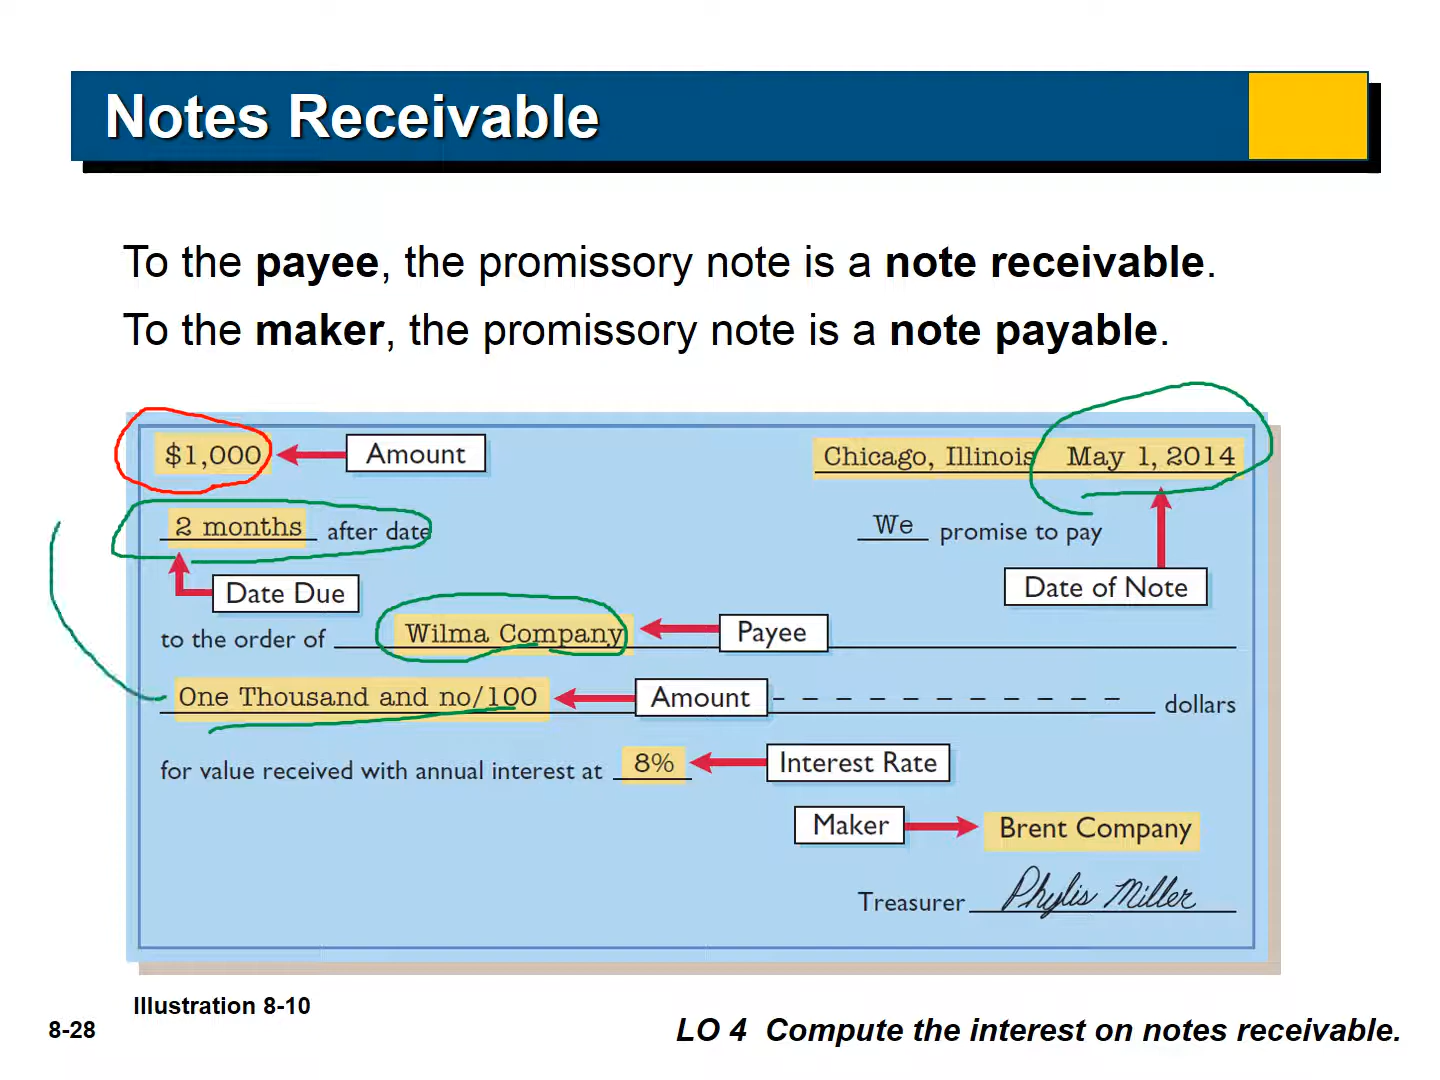 Notes Receivable
To the payee, the promissory note is a note receivable.
To the maker, the promissory note is a note payable.
$1,000 Amount Chicago, Illinois May 1, 2014
2 months after date We promise to pay
Date Due Date of Note
to the order of Wilma Company Payee
One Thousand and no/100 Amount dollars
for value received with annual interest at 8% Interest Rate
Maker Brent Company
Treasurer Phylis Miller
Illustration 8-10
8-28 LO 4 Compute the interest on notes receivable.